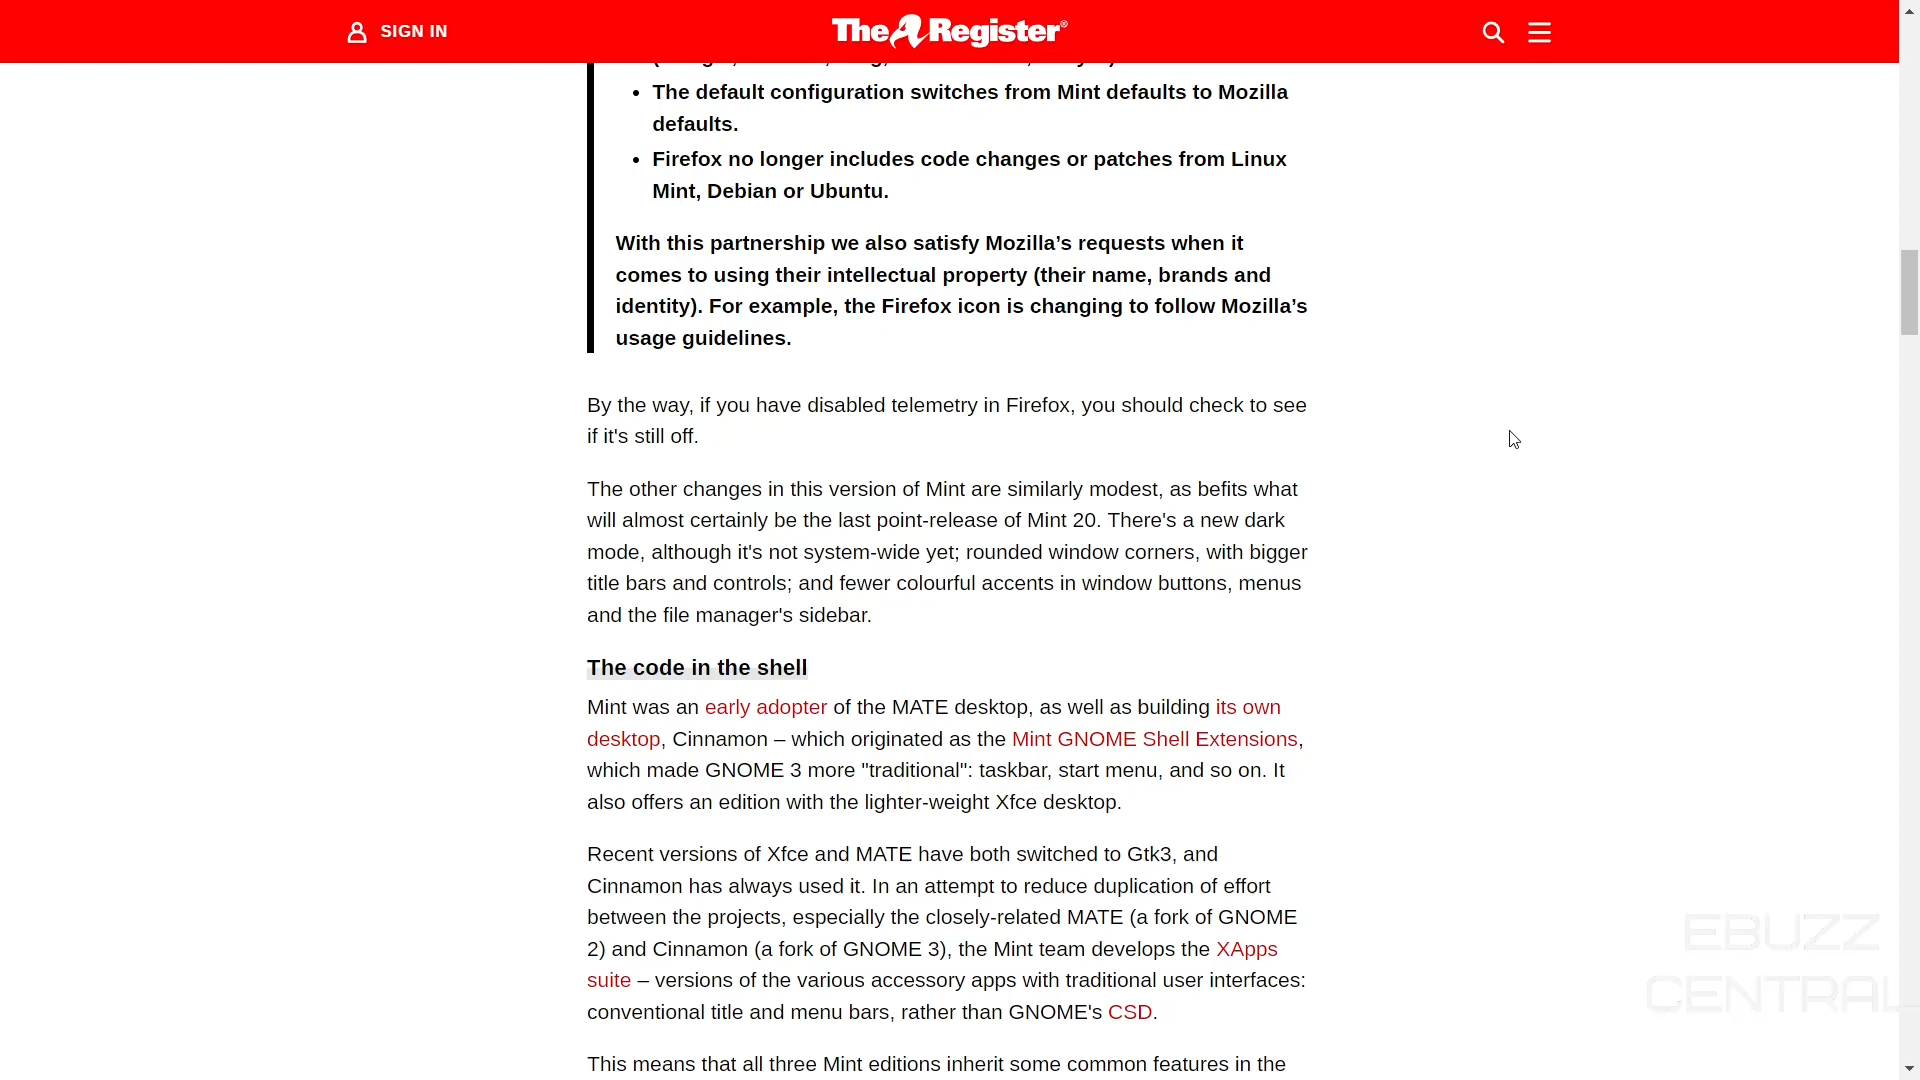 SIGN IN
The Register®
• The default configuration switches from Mint defaults to Mozilla
defaults.
• Firefox no longer includes code changes or patches from Linux
Mint, Debian or Ubuntu.
With this partnership we also satisfy Mozilla’s requests when it
comes to using their intellectual property (their name, brands and
identity). For example, the Firefox icon is changing to follow Mozilla’s
usage guidelines.
By the way, if you have disabled telemetry in Firefox, you should check to see
if it's still off.
The other changes in this version of Mint are similarly modest, as befits what
will almost certainly be the last point-release of Mint 20. There's a new dark
mode, although it's not system-wide yet; rounded window corners, with bigger
title bars and controls; and fewer colourful accents in window buttons, menus
and the file manager's sidebar.
The code in the shell
Mint was an early adopter of the MATE desktop, as well as building its own
desktop, Cinnamon – which originated as the Mint GNOME Shell Extensions,
which made GNOME 3 more "traditional": taskbar, start menu, and so on. It
also offers an edition with the lighter-weight Xfce desktop.
Recent versions of Xfce and MATE have both switched to Gtk3, and
Cinnamon has always used it. In an attempt to reduce duplication of effort
between the projects, especially the closely-related MATE (a fork of GNOME
2) and Cinnamon (a fork of GNOME 3), the Mint team develops the XApps
suite – versions of the various accessory apps with traditional user interfaces:
conventional title and menu bars, rather than GNOME's CSD.
This means that all three Mint editions inherit some common features in the
EBUZZ
CENTRAL